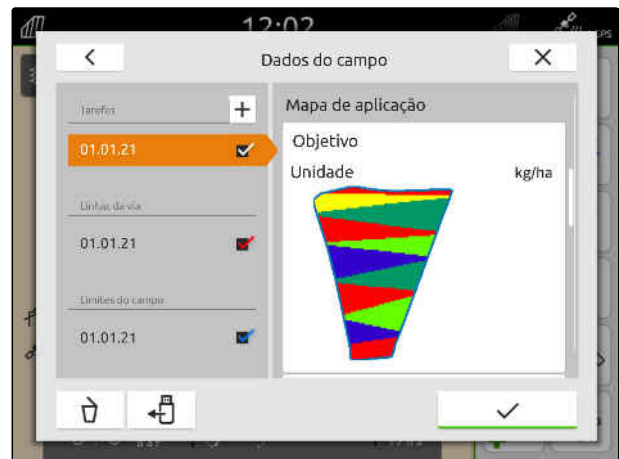 12:02
GPS
Dados do campo
Tarefas
01.01.21
Linhas da via
01.01.21
Limites do campo
01.01.21
Mapa de aplicação
Objetivo
Unidade kg/ha